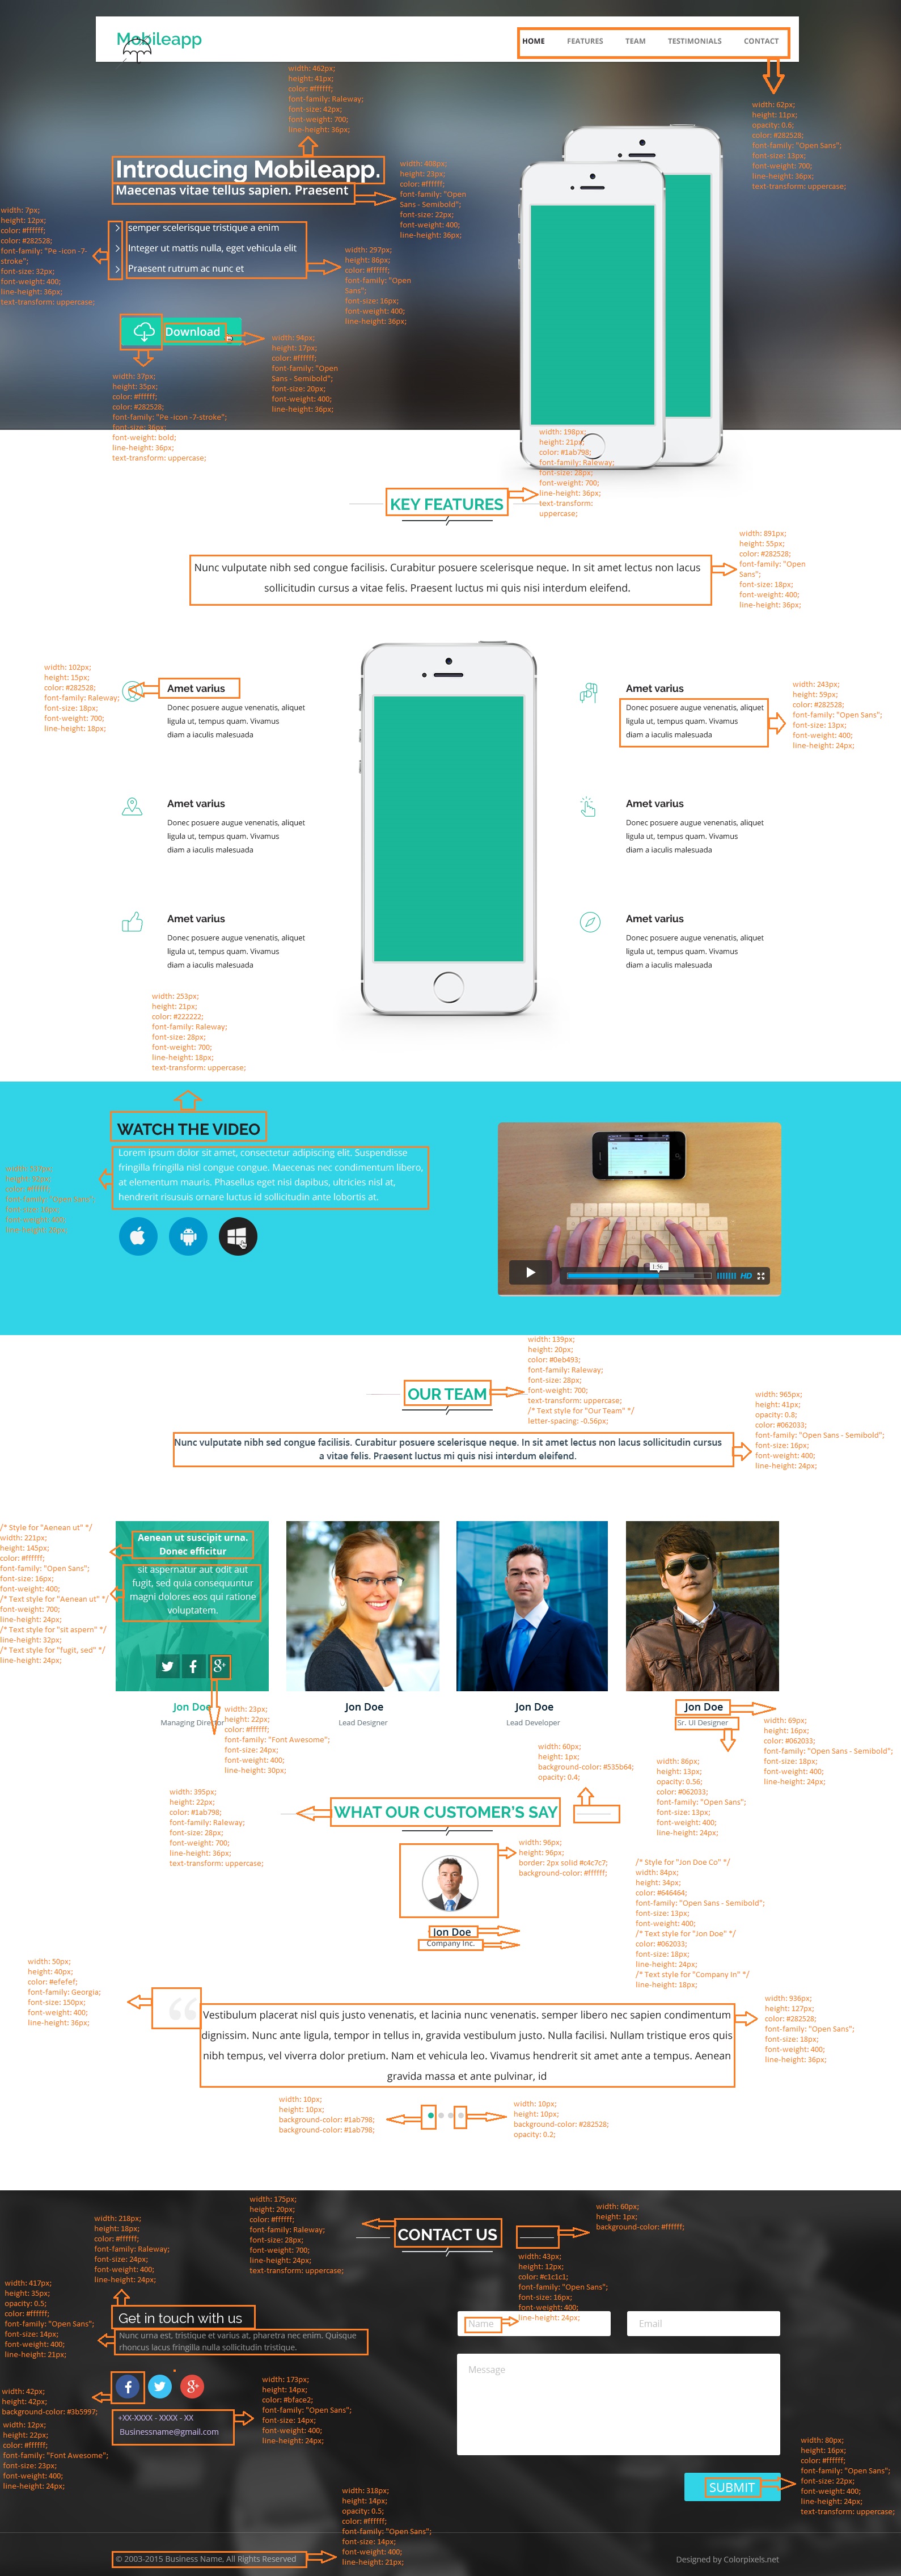 Mobileapp
HOME FEATURES TEAM TESTIMONIALS CONTACT
width: 462px;
height: 41px;
color: #ffffff;
font-family: Raleway;
font-size: 42px;
font-weight: 700;
line-height: 36px;
width: 62px;
height: 11px;
opacity: 0.6;
color: #282528;
font-family: "Open Sans";
font-size: 13px;
font-weight: 700;
line-height: 36px;
text-transform: uppercase;
Introducing Mobileapp.
Maecenas vitae tellus sapien. Praesent
width: 408px;
height: 23px;
color: #ffffff;
font-family: "Open
Sans - Semibold";
font-size: 22px;
font-weight: 400;
line-height: 36px;
width: 7px;
height: 12px;
color: #ffffff;
color: #282528;
font-family: "Pe -icon -7-
stroke";
font-size: 32px;
font-weight: 400;
line-height: 36px;
text-transform: uppercase;
semper scelerisque tristique a enim
Integer ut mattis nulla, eget vehicula elit
Praesent rutrum ac nunc et
width: 297px;
height: 86px;
color: #ffffff;
font-family: "Open
Sans";
font-size: 16px;
font-weight: 400;
line-height: 36px;
Download
width: 94px;
height: 17px;
color: #ffffff;
font-family: "Open
Sans - Semibold";
font-size: 20px;
font-weight: 400;
line-height: 36px;
width: 37px;
height: 35px;
color: #ffffff;
color: #282528;
font-family: "Pe -icon -7-stroke";
font-size: 36px;
font-weight: bold;
line-height: 36px;
text-transform: uppercase;
width: 198px;
height: 21px;
color: #1ab798;
font-family: Raleway;
font-size: 28px;
font-weight: 700;
line-height: 36px;
text-transform:
uppercase;
KEY FEATURES
Nunc vulputate nibh sed congue facilisis. Curabitur posuere scelerisque neque. In sit amet lectus non lacus
sollicitudin cursus a vitae felis. Praesent luctus mi quis nisi interdum eleifend.
width: 891px;
height: 55px;
color: #282528;
font-family: "Open
Sans";
font-size: 18px;
font-weight: 400;
line-height: 36px;
width: 102px;
height: 15px;
color: #282528;
font-family: Raleway;
font-size: 18px;
font-weight: 700;
line-height: 18px;
Amet varius
Donec posuere augue venenatis, aliquet
ligula ut, tempus quam. Vivamus
diam a iaculis malesuada
Amet varius
Donec posuere augue venenatis, aliquet
ligula ut, tempus quam. Vivamus
diam a iaculis malesuada
width: 243px;
height: 59px;
color: #282528;
font-family: "Open Sans";
font-size: 13px;
font-weight: 400;
line-height: 24px;
Amet varius
Donec posuere augue venenatis, aliquet
ligula ut, tempus quam. Vivamus
diam a iaculis malesuada
Amet varius
Donec posuere augue venenatis, aliquet
ligula ut, tempus quam. Vivamus
diam a iaculis malesuada
Amet varius
Donec posuere augue venenatis, aliquet
ligula ut, tempus quam. Vivamus
diam a iaculis malesuada
Amet varius
Donec posuere augue venenatis, aliquet
ligula ut, tempus quam. Vivamus
diam a iaculis malesuada
width: 253px;
height: 21px;
color: #222222;
font-family: Raleway;
font-size: 28px;
font-weight: 700;
line-height: 18px;
text-transform: uppercase;
WATCH THE VIDEO
Lorem ipsum dolor sit amet, consectetur adipiscing elit. Suspendisse
fringilla fringilla nisl congue congue. Maecenas nec condimentum libero,
at elementum mauris. Phasellus eget nisi dapibus, ultricies nisl at,
hendrerit risusuis ornare luctus id sollicitudin ante lobortis at.
color: #ffffff;
font-family: "Open Sans";
font-weight: 400;
1:56
HD
width: 139px;
height: 20px;
color: #0eb493;
font-family: Raleway;
font-size: 28px;
font-weight: 700;
text-transform: uppercase;
/* Text style for "Our Team" */
letter-spacing: -0.56px;
OUR TEAM
Nunc vulputate nibh sed congue facilisis. Curabitur posuere scelerisque neque. In sit amet lectus non lacus sollicitudin cursus
a vitae felis. Praesent luctus mi quis nisi interdum eleifend.
width: 965px;
height: 41px;
opacity: 0.8;
color: #062033;
font-family: "Open Sans - Semibold";
font-size: 16px;
font-weight: 400;
line-height: 24px;
/* Style for "Aenean ut" */
width: 221px;
height: 145px;
color: #ffffff;
font-family: "Open Sans";
font-size: 16px;
font-weight: 400;
/* Text style for "Aenean ut" */
font-weight: 700;
line-height: 24px;
/* Text style for "sit aspern" */
line-height: 32px;
/* Text style for "fugit, sed" */
line-height: 24px;
Aenean ut suscipit urna.
Donec efficitur
sit aspernatur aut odit aut
fugit, sed quia consequuntur
magni dolores eos qui ratione
voluptatem.
Jon Doe
Managing Director
Jon Doe
Lead Designer
Jon Doe
Lead Developer
Jon Doe
Sr. UI Designer
width: 23px;
height: 22px;
color: #ffffff;
font-family: "Font Awesome";
font-size: 24px;
font-weight: 400;
line-height: 30px;
width: 69px;
height: 16px;
color: #062033;
font-family: "Open Sans - Semibold";
font-size: 18px;
font-weight: 400;
line-height: 24px;
width: 60px;
height: 1px;
background-color: #535b64;
opacity: 0.4;
width: 86px;
height: 13px;
opacity: 0.56;
color: #062033;
font-family: "Open Sans";
font-size: 13px;
font-weight: 400;
line-height: 24px;
width: 395px;
height: 22px;
color: #1ab798;
font-family: Raleway;
font-size: 28px;
font-weight: 700;
line-height: 36px;
text-transform: uppercase;
WHAT OUR CUSTOMER'S SAY
width: 96px;
height: 96px;
border: 2px solid #c4c7c7;
background-color: #ffffff;
Jon Doe
Company Inc.
/* Style for "Jon Doe Co" */
width: 84px;
height: 34px;
color: #646464;
font-family: "Open Sans - Semibold";
font-size: 13px;
font-weight: 400;
/* Text style for "Jon Doe" */
color: #062033;
font-size: 18px;
line-height: 24px;
/* Text style for "Company In" */
line-height: 18px;
width: 50px;
height: 40px;
color: #efefef;
font-family: Georgia;
font-size: 150px;
font-weight: 400;
line-height: 36px;
“
Vestibulum placerat nisl quis justo venenatis, et lacinia nunc venenatis. semper libero nec sapien condimentum
dignissim. Nunc ante ligula, tempor in tellus in, gravida vestibulum justo. Nulla facilisi. Nullam tristique eros quis
nibh tempus, vel viverra dolor pretium. Nam et vehicula leo. Vivamus hendrerit sit amet ante a tempus. Aenean
gravida massa et ante pulvinar, id
width: 936px;
height: 127px;
color: #282528;
font-family: "Open Sans";
font-size: 18px;
font-weight: 400;
line-height: 36px;
width: 10px;
height: 10px;
background-color: #1ab798;
background-color: #1ab798;
width: 10px;
height: 10px;
background-color: #282528;
opacity: 0.2;
width: 175px;
height: 20px;
color: #ffffff;
font-family: Raleway;
font-size: 28px;
font-weight: 700;
line-height: 24px;
text-transform: uppercase;
CONTACT US
width: 60px;
height: 1px;
background-color: #ffffff;
width: 218px;
height: 18px;
color: #ffffff;
font-family: Raleway;
font-size: 24px;
font-weight: 400;
line-height: 24px;
width: 43px;
height: 12px;
color: #c1c1c1;
font-family: "Open Sans";
font-size: 16px;
font-weight: 400;
line-height: 24px;
width: 417px;
height: 35px;
opacity: 0.5;
color: #ffffff;
font-family: "Open Sans";
font-size: 14px;
font-weight: 400;
line-height: 21px;
Get in touch with us
Nunc urna est, tristique et varius at, pharetra nec enim. Quisque
rhoncus lacus fringilla nulla sollicitudin tristique.
Name
Email
Message
width: 42px;
height: 42px;
background-color: #3b5997;
width: 12px;
height: 22px;
color: #ffffff;
font-family: "Font Awesome";
font-size: 23px;
font-weight: 400;
line-height: 24px;
+XX-XXXX - XXXX - XX
Businessname@gmail.com
width: 173px;
height: 14px;
color: #bface2;
font-family: "Open Sans";
font-size: 14px;
font-weight: 400;
line-height: 24px;
SUBMIT
width: 80px;
height: 16px;
color: #ffffff;
font-family: "Open Sans";
font-size: 22px;
font-weight: 400;
line-height: 24px;
text-transform: uppercase;
width: 318px;
height: 14px;
opacity: 0.5;
color: #ffffff;
font-family: "Open Sans";
font-size: 14px;
font-weight: 400;
line-height: 21px;
© 2003-2015 Business Name, All Rights Reserved
Designed by Colorpixels.net